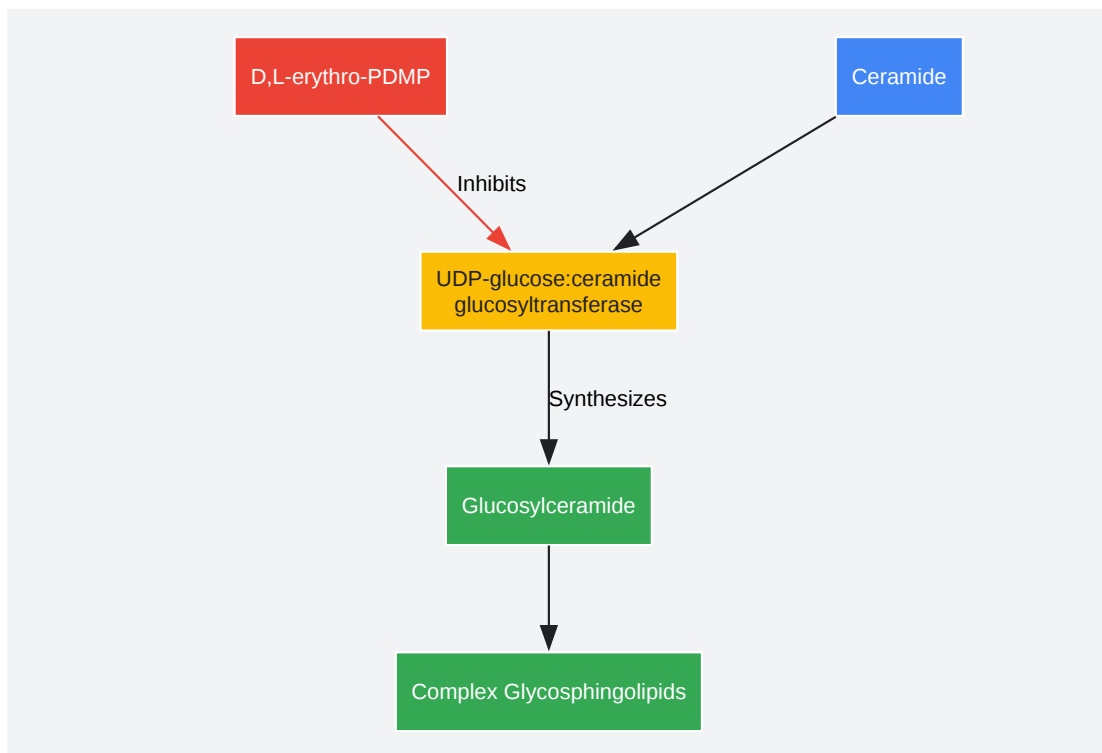 D,L-erythro-PDMP
Ceramide
Inhibits
UDP-glucose:ceramide
glucosyltransferase
Synthesizes
Glucosylceramide
Complex Glycosphingolipids